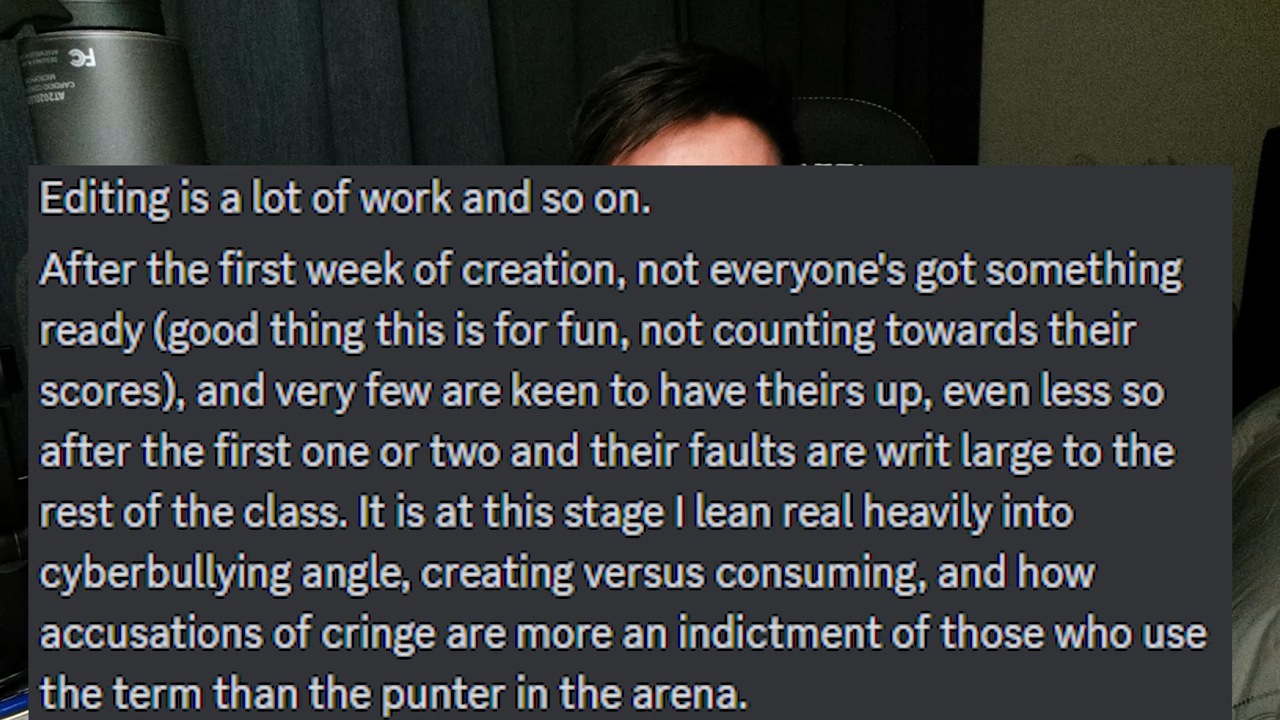 FC
AT2020
Editing is a lot of work and so on.
After the first week of creation, not everyone's got something
ready (good thing this is for fun, not counting towards their
scores), and very few are keen to have theirs up, even less so
after the first one or two and their faults are writ large to the
rest of the class. It is at this stage I lean real heavily into
cyberbullying angle, creating versus consuming, and how
accusations of cringe are more an indictment of those who use
the term than the punter in the arena.